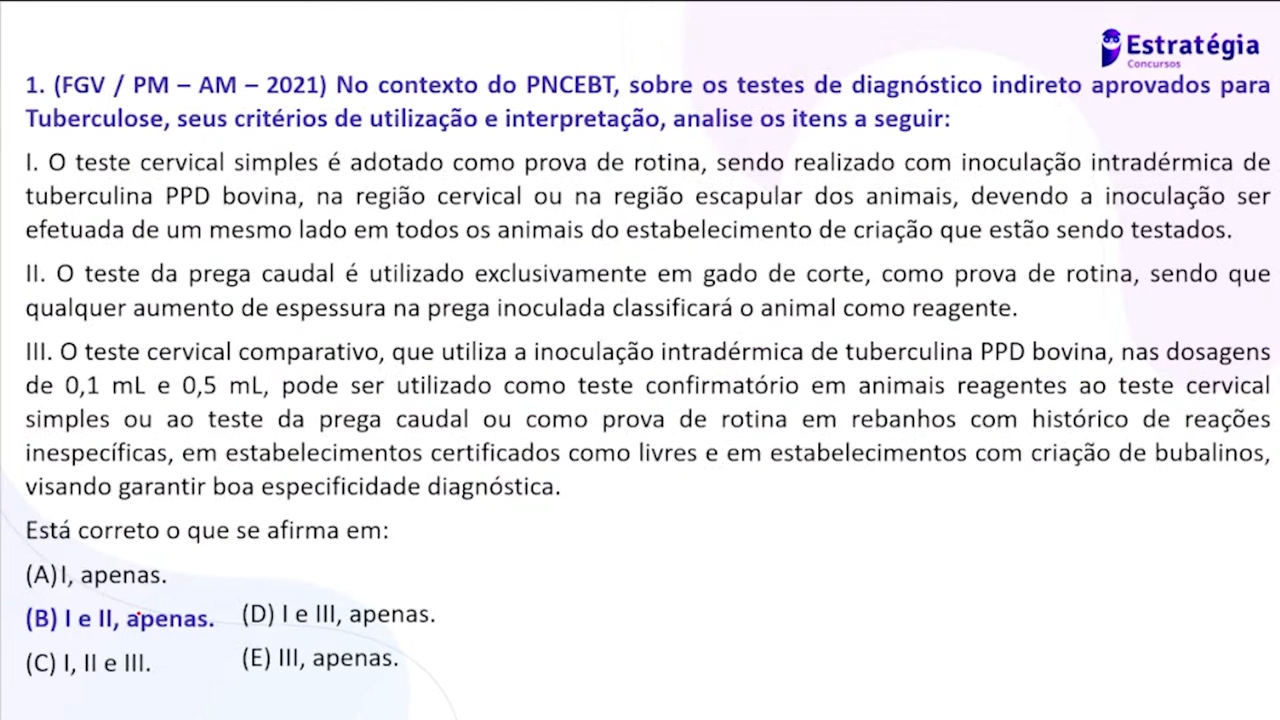 Estratégia
Concursos
1. (FGV / PM – AM – 2021) No contexto do PNCEBT, sobre os testes de diagnóstico indireto aprovados para
Tuberculose, seus critérios de utilização e interpretação, analise os itens a seguir:
I. O teste cervical simples é adotado como prova de rotina, sendo realizado com inoculação intradérmica de
tuberculina PPD bovina, na região cervical ou na região escapular dos animais, devendo a inoculação ser
efetuada de um mesmo lado em todos os animais do estabelecimento de criação que estão sendo testados.
II. O teste da prega caudal é utilizado exclusivamente em gado de corte, como prova de rotina, sendo que
qualquer aumento de espessura na prega inoculada classificará o animal como reagente.
III. O teste cervical comparativo, que utiliza a inoculação intradérmica de tuberculina PPD bovina, nas dosagens
de 0,1 mL e 0,5 mL, pode ser utilizado como teste confirmatório em animais reagentes ao teste cervical
simples ou ao teste da prega caudal ou como prova de rotina em rebanhos com histórico de reações
inespecíficas, em estabelecimentos certificados como livres e em estabelecimentos com criação de bubalinos,
visando garantir boa especificidade diagnóstica.
Está correto o que se afirma em:
(A) I, apenas.
(B) I e II, apenas. (D) I e III, apenas.
(C) I, II e III. (E) III, apenas.